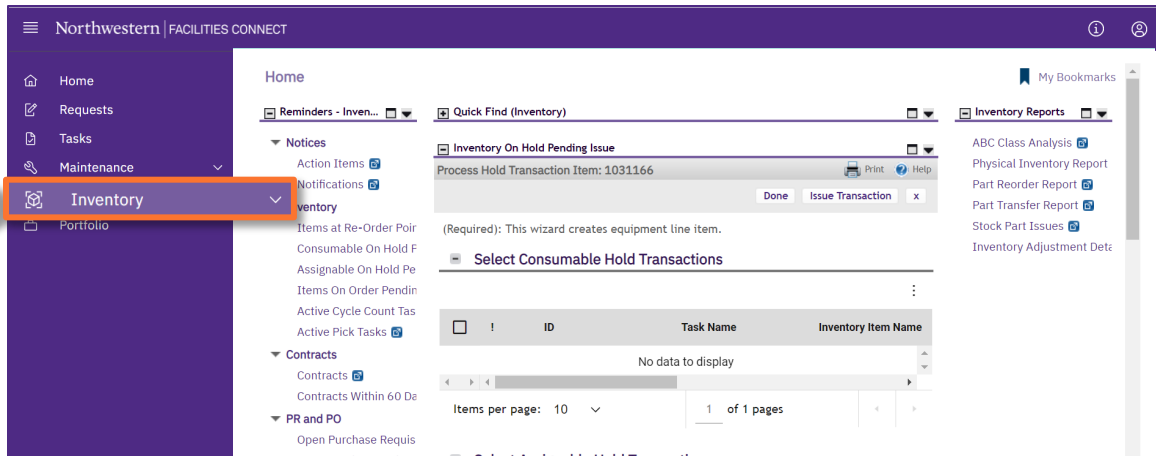 Northwestern | FACILITIES CONNECT
Home
Requests
Tasks
Maintenance
Inventory
Portfolio
Home
My Bookmarks
Reminders - Inven...
Notices
Action Items
Notifications
ventory
Items at Re-Order Poin
Consumable On Hold F
Assignable On Hold Pe
Items On Order Pendin
Active Cycle Count Tas
Active Pick Tasks
Contracts
Contracts
Contracts Within 60 Da
PR and PO
Open Purchase Requis
Quick Find (Inventory)
Inventory On Hold Pending Issue
Process Hold Transaction Item: 1031166
Print Help
Done Issue Transaction x
(Required): This wizard creates equipment line item.
Select Consumable Hold Transactions
! ID Task Name Inventory Item Name
No data to display
Items per page: 10 1 of 1 pages
Inventory Reports
ABC Class Analysis
Physical Inventory Report
Part Reorder Report
Part Transfer Report
Stock Part Issues
Inventory Adjustment Deta